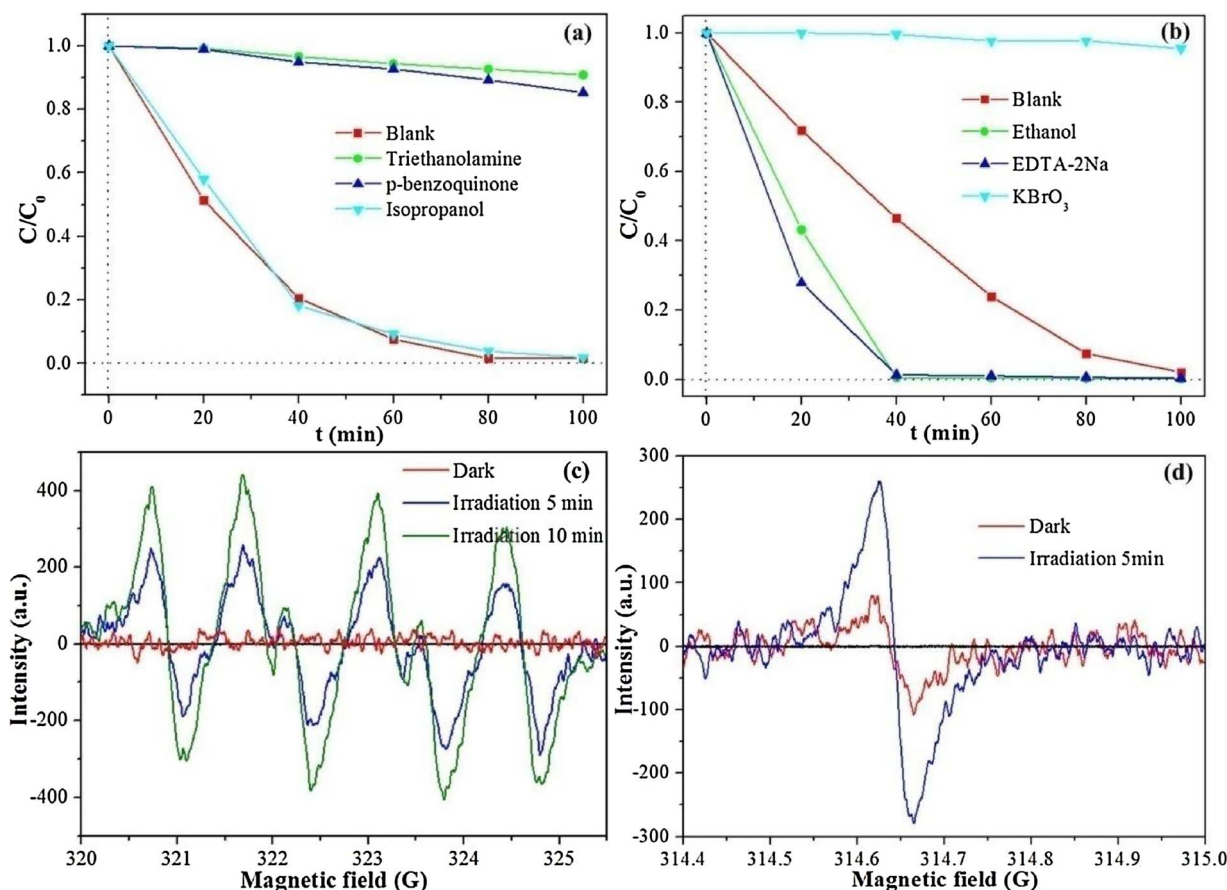 (a)
C/C0
1.0
0.8
0.6
0.4
0.2
0.0
Blank
Triethanolamine
p-benzoquinone
Isopropanol
0 20 40 60 80 100
t (min)
(b)
C/C0
1.0
0.8
0.6
0.4
0.2
0.0
Blank
Ethanol
EDTA-2Na
KBrO3
0 20 40 60 80 100
t (min)
(c)
Intensity (a.u.)
400
200
0
-200
-400
Dark
Irradiation 5 min
Irradiation 10 min
320 321 322 323 324 325
Magnetic field (G)
(d)
Intensity (a.u.)
300
200
100
0
-100
-200
-300
Dark
Irradiation 5min
314.4 314.5 314.6 314.7 314.8 314.9 315.0
Magnetic field (G)